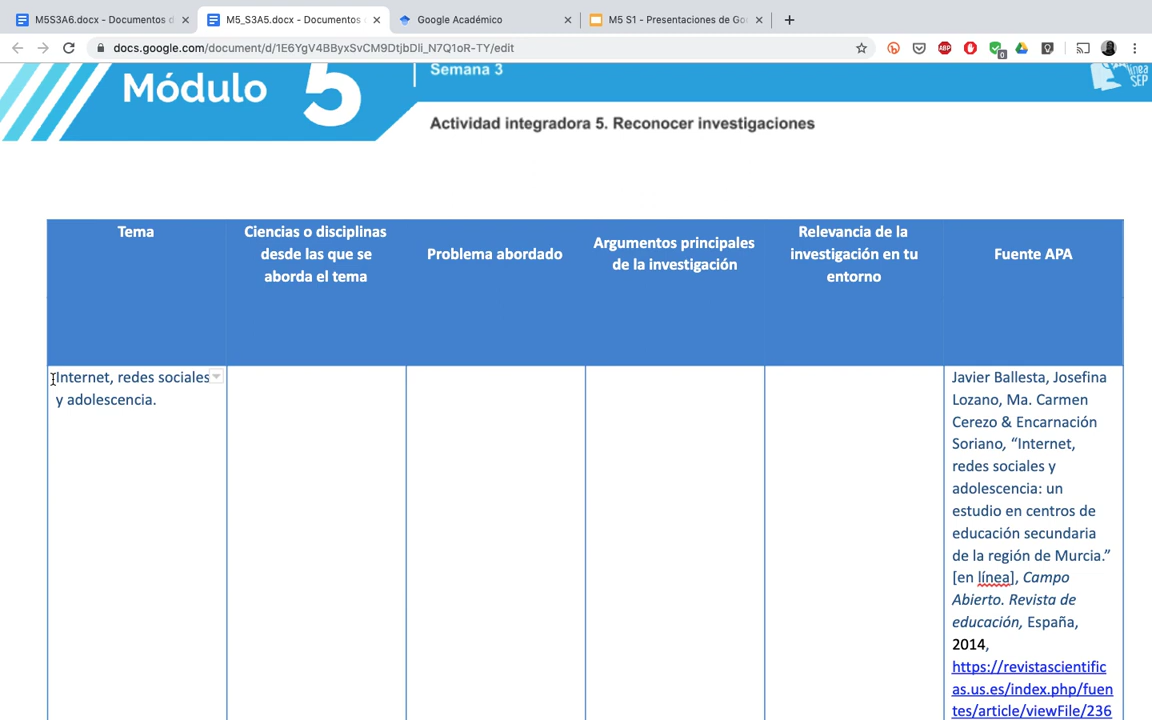 M5S3A6.docx - Documentos d
M5_S3A5.docx - Documentos
Google Académico
M5 S1 - Presentaciones de Go
docs.google.com/document/d/1E6YgV4BByxSvCM9DtjbDli_N7Q1oR-TY/edit
ABP
0
Módulo 5
Semana 3
línea
SEP
Actividad integradora 5. Reconocer investigaciones
Tema
Ciencias o disciplinas
desde las que se
aborda el tema
Problema abordado
Argumentos principales
de la investigación
Relevancia de la
investigación en tu
entorno
Fuente APA
Internet, redes sociales
y adolescencia.
Javier Ballesta, Josefina
Lozano, Ma. Carmen
Cerezo & Encarnación
Soriano, “Internet,
redes sociales y
adolescencia: un
estudio en centros de
educación secundaria
de la región de Murcia.”
[en línea], Campo
Abierto. Revista de
educación, España,
2014,
https://revistascientific
as.us.es/index.php/fuen
tes/article/viewFile/236